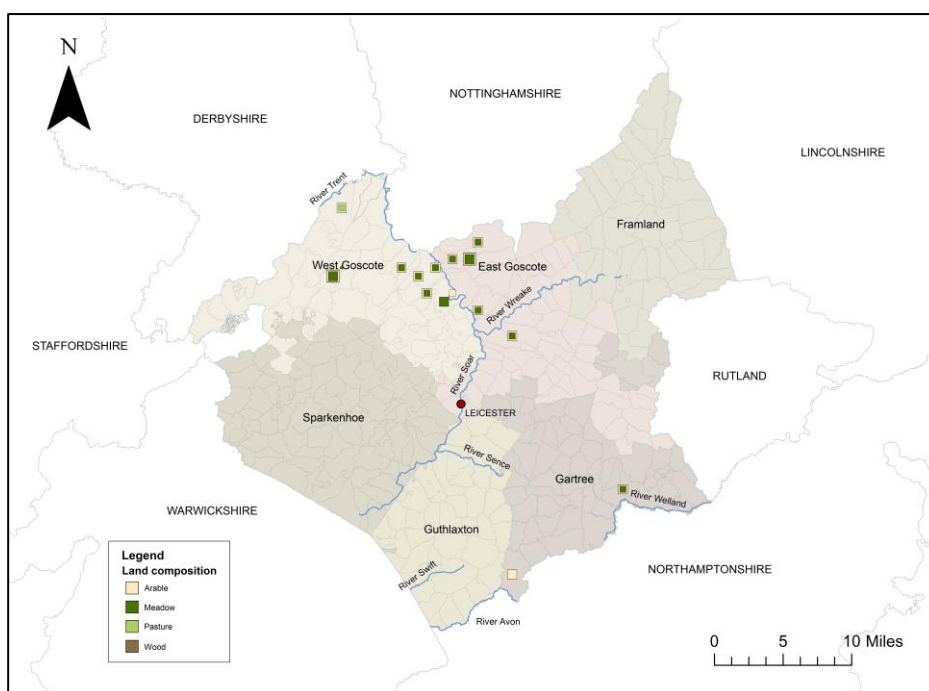 N
NOTTINGHAMSHIRE
DERBYSHIRE
LINCOLNSHIRE
River Trent
Framland
West Goscote
East Goscote
River Wreake
STAFFORDSHIRE
RUTLAND
River Soar
Sparkenhoe
LEICESTER
River Sence
Gartree
River Welland
WARWICKSHIRE
Guthlaxton
NORTHAMPTONSHIRE
River Swift
River Avon
Legend
Land composition
Arable
Meadow
Pasture
Wood
0 5 10 Miles